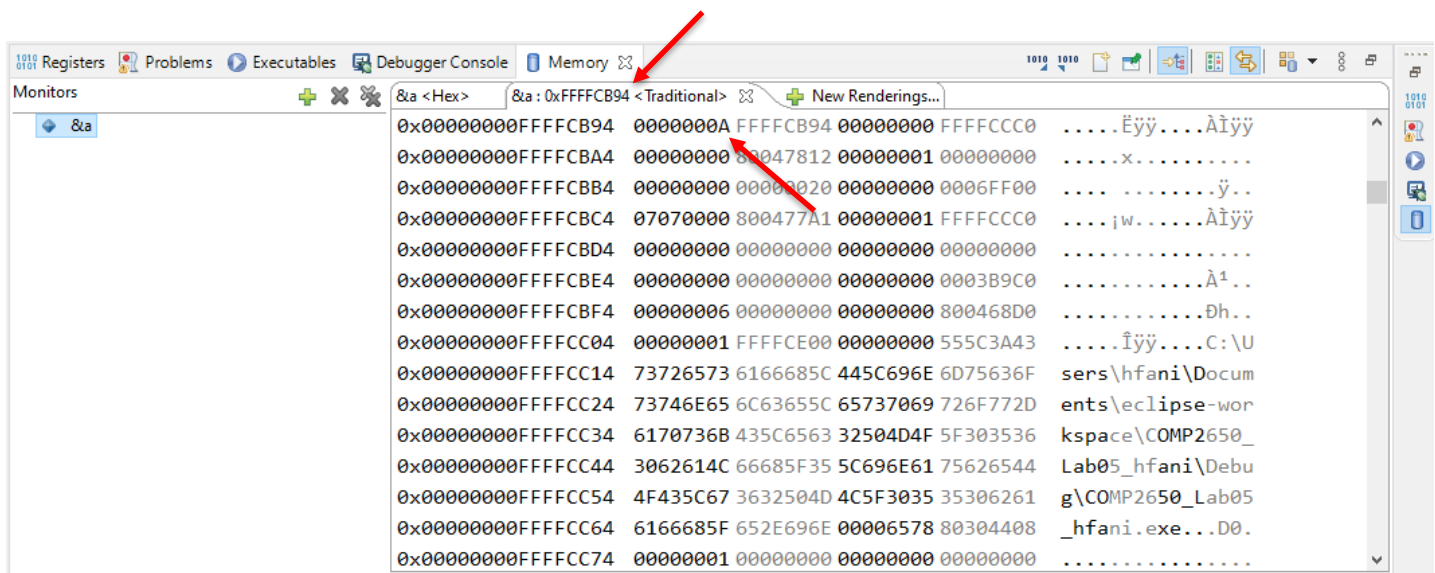 Registers Problems Executables Debugger Console Memory
Monitors
&a <Hex> &a : 0xFFFFCB94 <Traditional> New Renderings...
&a
0x00000000FFFFCB94 0000000A FFFFCB94 00000000 FFFFCCC0 .....Ëÿÿ....ÀÌÿÿ
0x00000000FFFFCBA4 00000000 80047812 00000001 00000000 .....x..........
0x00000000FFFFCBB4 00000000 00000020 00000000 0006FF00 .... ........ÿ..
0x00000000FFFFCBC4 07070000 800477A1 00000001 FFFFCCC0 ....¡w......ÀÌÿÿ
0x00000000FFFFCBD4 00000000 00000000 00000000 00000000 ................
0x00000000FFFFCBE4 00000000 00000000 00000000 0003B9C0 ............À¹..
0x00000000FFFFCBF4 00000006 00000000 00000000 800468D0 ............Ðh..
0x00000000FFFFCC04 00000001 FFFFCE00 00000000 555C3A43 .....Îÿÿ....C:\U
0x00000000FFFFCC14 73726573 6166685C 445C696E 6D75636F sers\hfani\Docum
0x00000000FFFFCC24 73746E65 6C63655C 65737069 726F772D ents\eclipse-wor
0x00000000FFFFCC34 6170736B 435C6563 32504D4F 5F303536 kspace\COMP2650_
0x00000000FFFFCC44 3062614C 66685F35 5C696E61 75626544 Lab05_hfani\Debu
0x00000000FFFFCC54 4F435C67 3632504D 4C5F3035 35306261 g\COMP2650_Lab05
0x00000000FFFFCC64 6166685F 652E696E 00006578 80304408 _hfani.exe...D0.
0x00000000FFFFCC74 00000001 00000000 00000000 00000000 ................